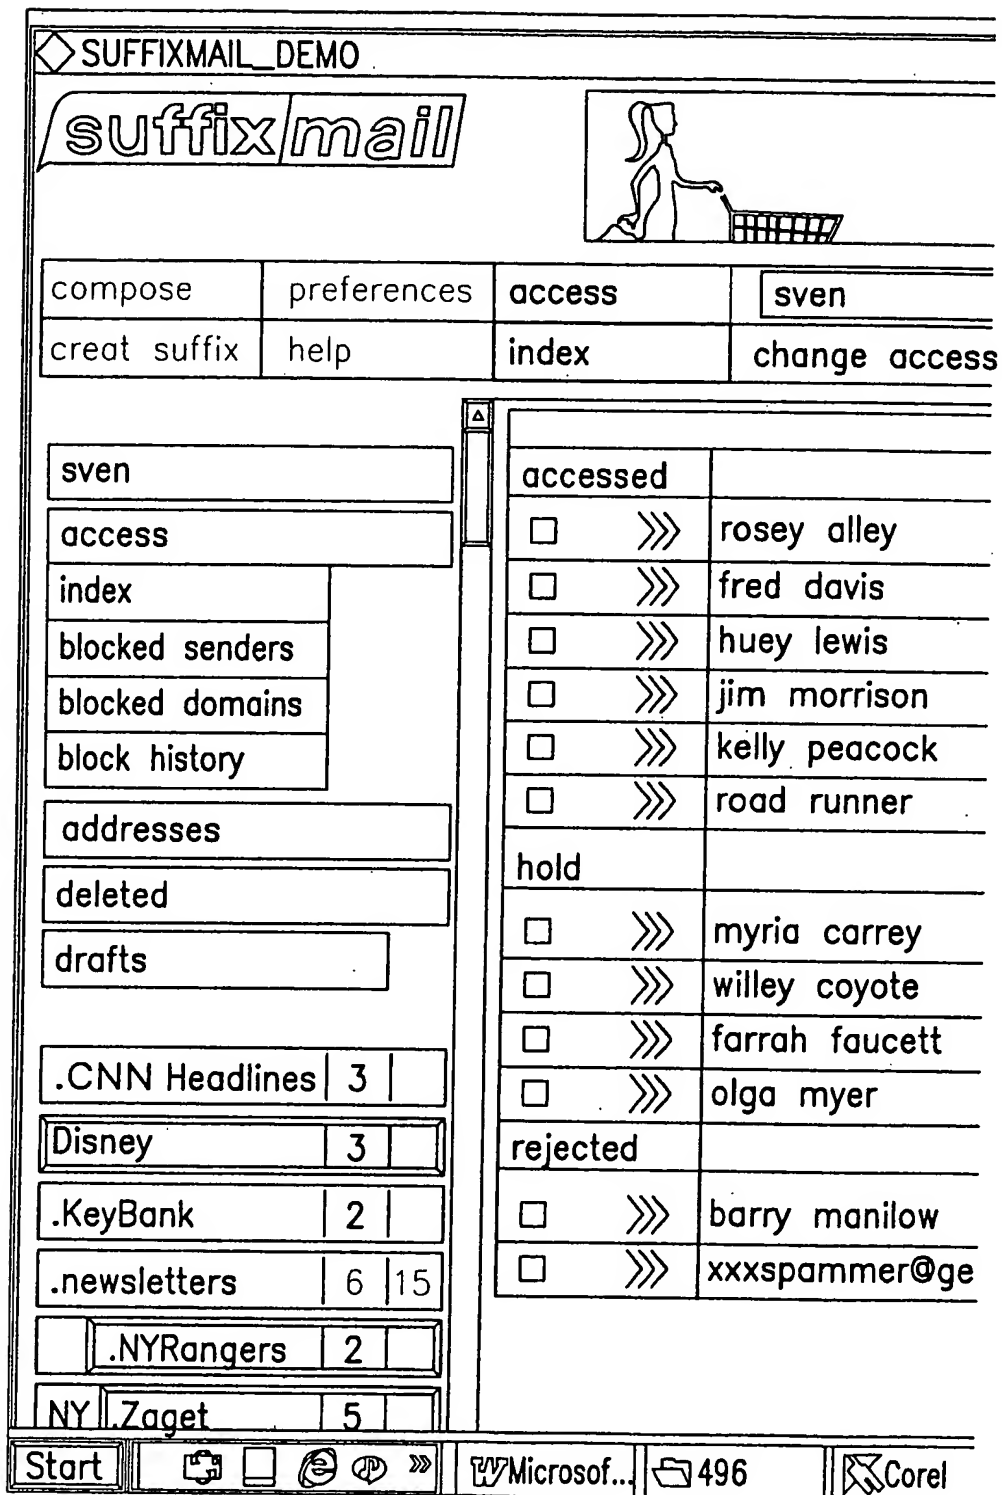 SUFFIXMAIL_DEMO
suffix mail
compose preferences access sven
creat suffix help index change access
sven
access
index
blocked senders
blocked domains
block history
addresses
deleted
drafts
.CNN Headlines 3
Disney 3
.KeyBank 2
.newsletters 6 15
.NYRangers 2
NY .Zaget 5
accessed
>>> rosey alley
>>> fred davis
>>> huey lewis
>>> jim morrison
>>> kelly peacock
>>> road runner
hold
>>> myria carrey
>>> willey coyote
>>> farrah faucett
>>> olga myer
rejected
>>> barry manilow
>>> xxxspammer@ge
Start >> Microsof... 496 Corel